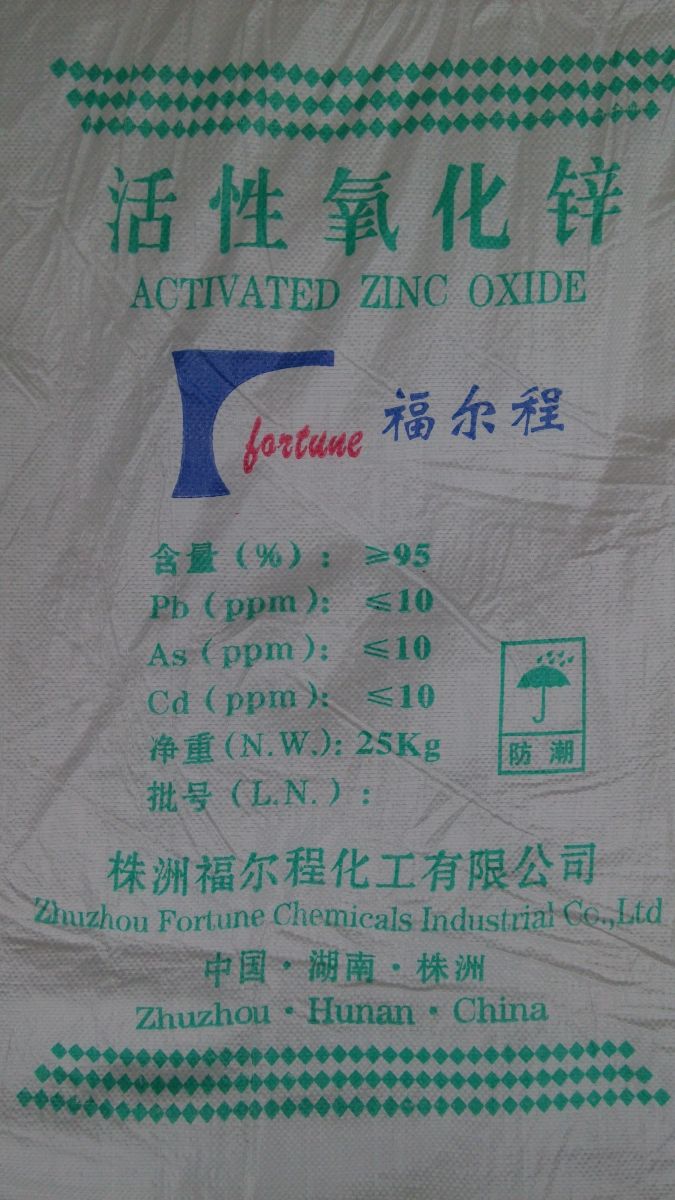 活性氧化锌
ACTIVATED ZINC OXIDE
fortune 福尔程
含量(%): ≥95
Pb(ppm): ≤10
As(ppm): ≤10
Cd(ppm): ≤10
净重(N.W.): 25Kg
批号(L.N.):
防潮
株洲福尔程化工有限公司
Zhuzhou Fortune Chemicals Industrial Co.,Ltd
中国·湖南·株洲
Zhuzhou·Hunan·China